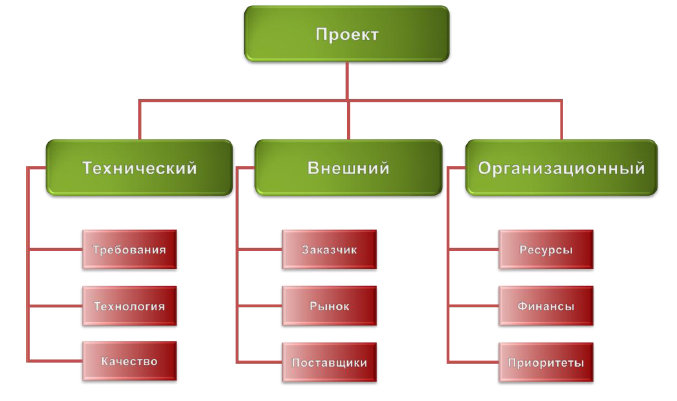 Проект
Технический
Внешний
Организационный
Требования
Заказчик
Ресурсы
Технология
Рынок
Финансы
Качество
Поставщики
Приоритеты